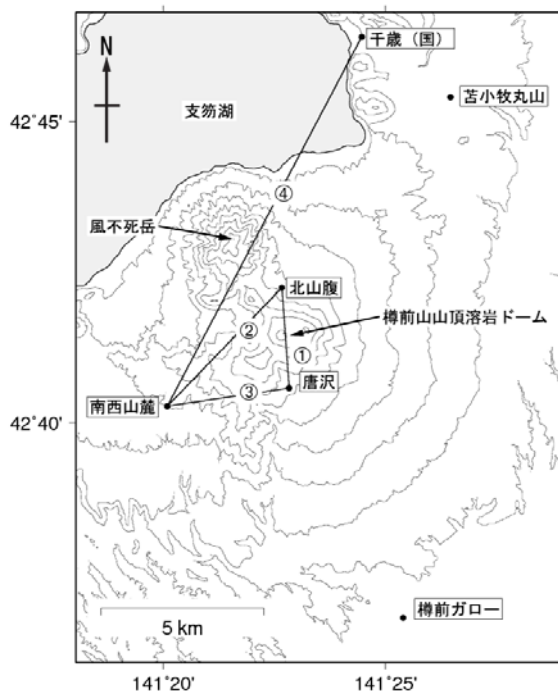 千歳（国）
N
苫小牧丸山
42˚45'
支笏湖
④
風不死岳
北山腹
樽前山山頂溶岩ドーム
②
①
唐沢
③
南西山麓
42˚40'
樽前ガロー
5 km
141˚20'
141˚25'